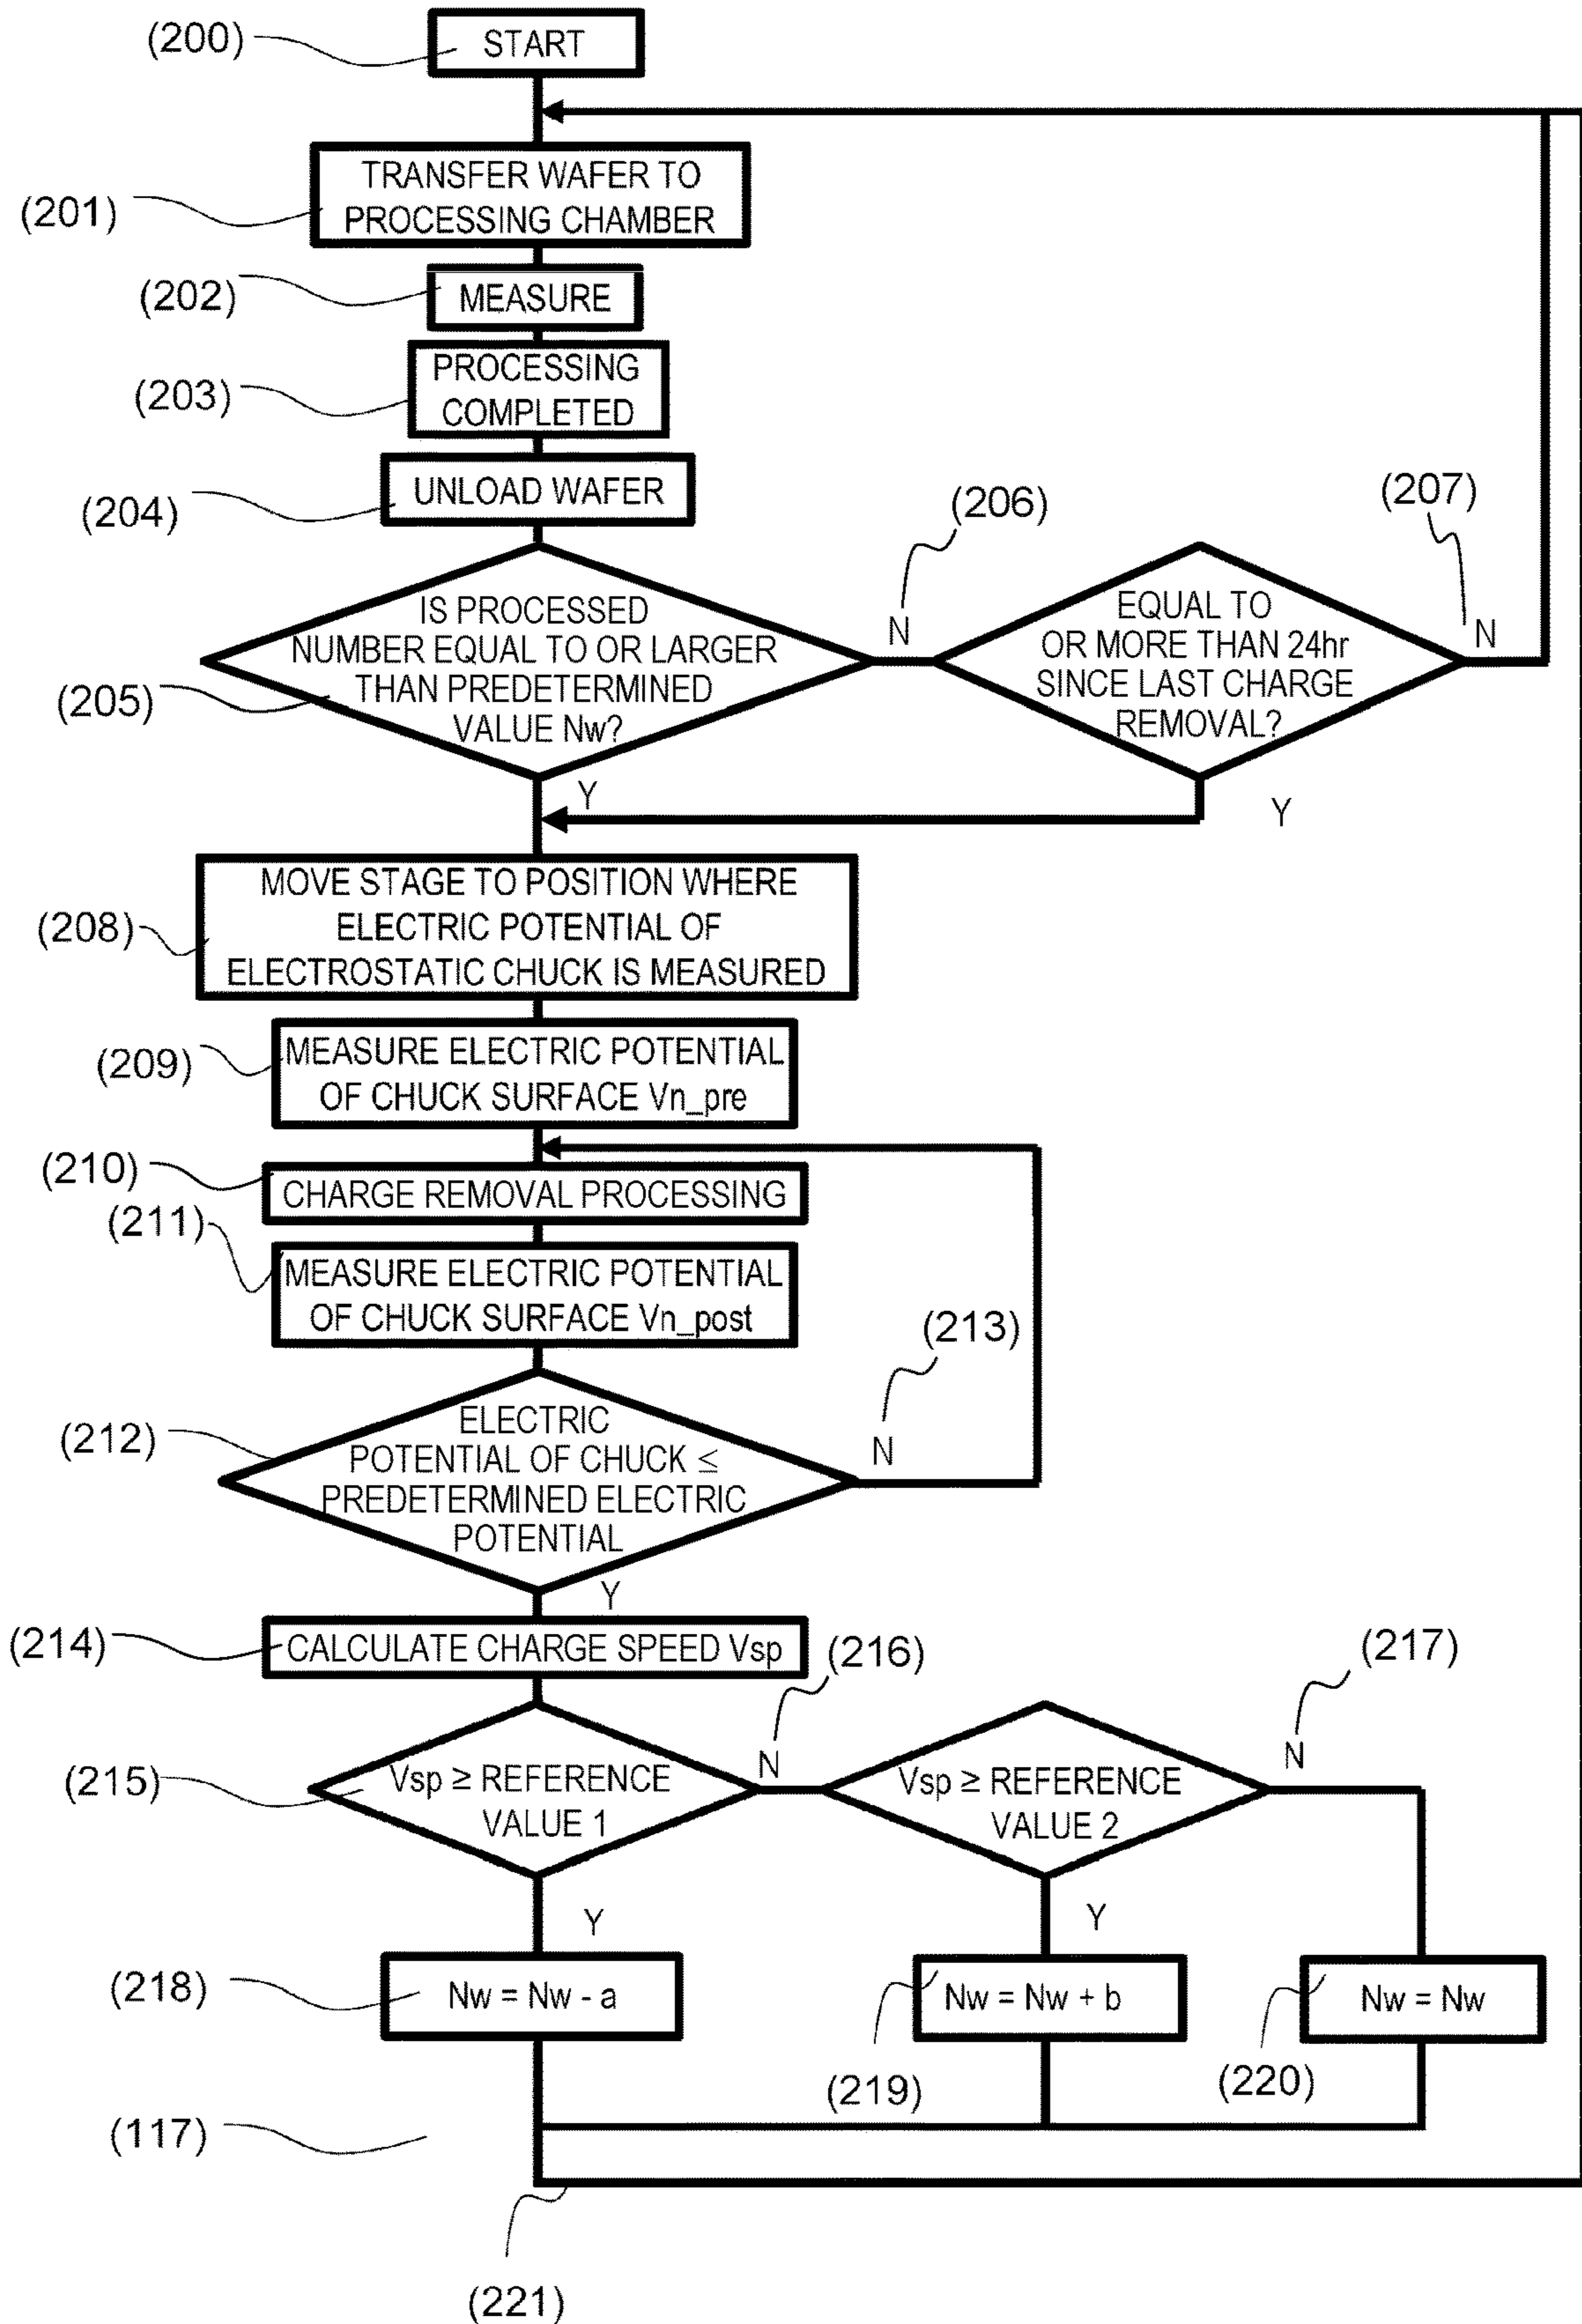 (200)
START
(201)
TRANSFER WAFER TO
PROCESSING CHAMBER
(202)
MEASURE
(203)
PROCESSING
COMPLETED
(204)
UNLOAD WAFER
(205)
IS PROCESSED
NUMBER EQUAL TO OR LARGER
THAN PREDETERMINED
VALUE Nw?
Y
(206)
N
EQUAL TO
OR MORE THAN 24hr
SINCE LAST CHARGE
REMOVAL?
Y
(207)
N
(208)
MOVE STAGE TO POSITION WHERE
ELECTRIC POTENTIAL OF
ELECTROSTATIC CHUCK IS MEASURED
(209)
MEASURE ELECTRIC POTENTIAL
OF CHUCK SURFACE Vn_pre
(210)
CHARGE REMOVAL PROCESSING
(211)
MEASURE ELECTRIC POTENTIAL
OF CHUCK SURFACE Vn_post
(212)
ELECTRIC
POTENTIAL OF CHUCK ≤
PREDETERMINED ELECTRIC
POTENTIAL
(213)
N
Y
(214)
CALCULATE CHARGE SPEED Vsp
(215)
Vsp ≥ REFERENCE
VALUE 1
(216)
N
Vsp ≥ REFERENCE
VALUE 2
(217)
N
Y
Y
(218)
Nw = Nw - a
Nw = Nw + b
(219)
Nw = Nw
(220)
(117)
(221)